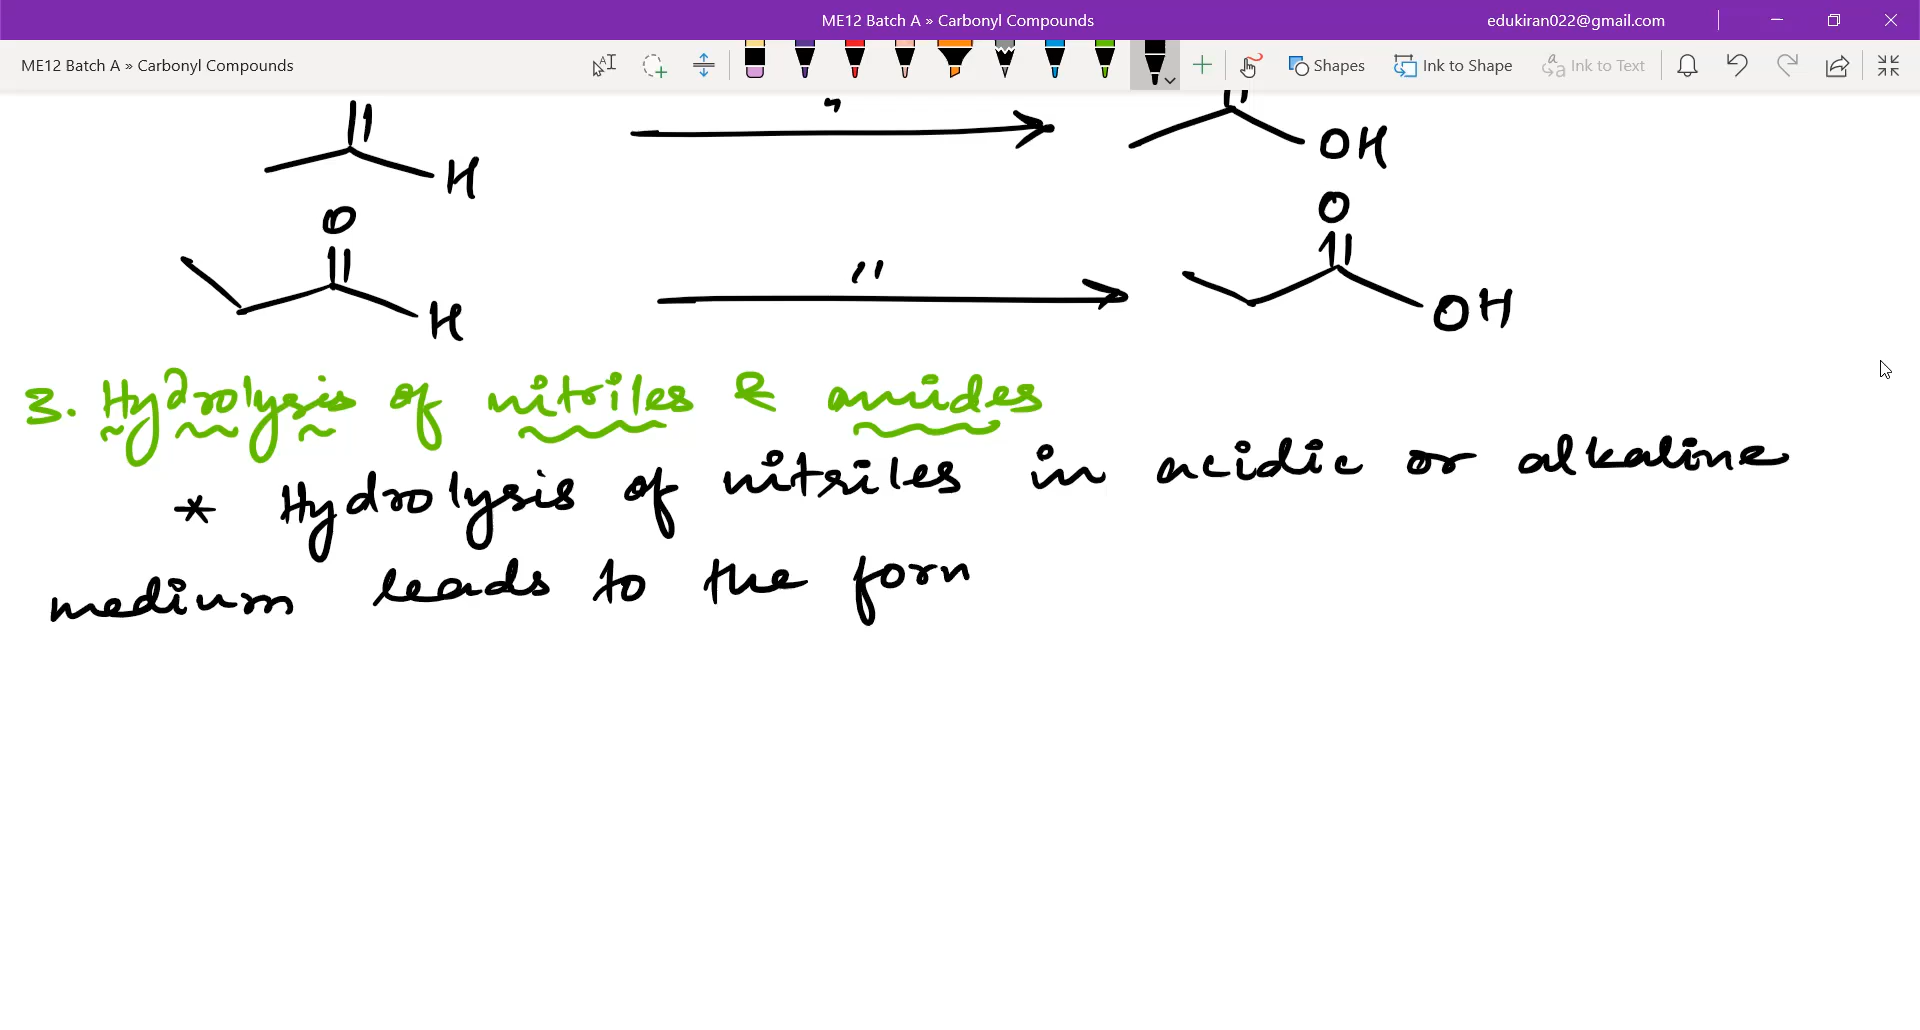 ME12 Batch A » Carbonyl Compounds
edukiran022@gmail.com
ME12 Batch A » Carbonyl Compounds
Shapes
Ink to Shape
Ink to Text
"
H
OH
O
O
"
H
OH
3. Hydrolysis of nitriles & amides
* Hydrolysis of nitriles in acidic or alkaline
medium leads to the form